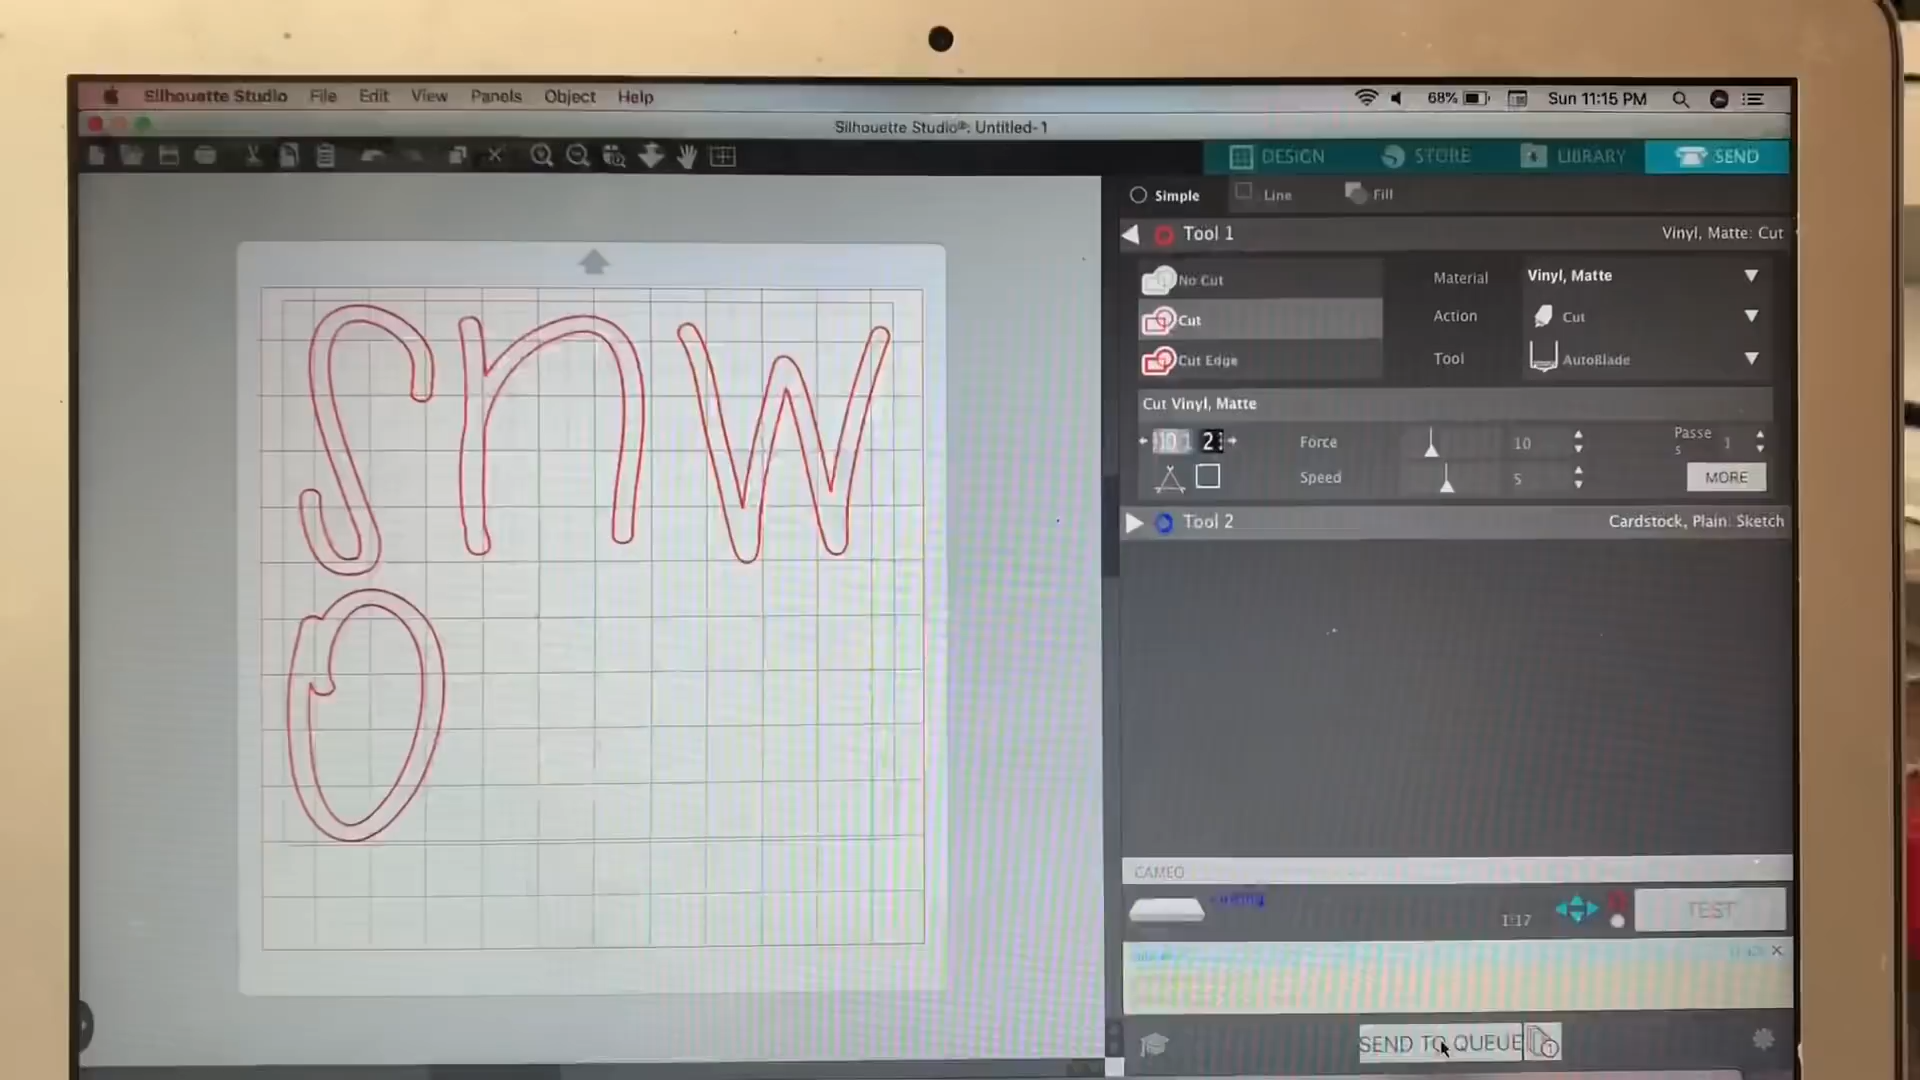 Silhouette Studio File Edit View Panels Object Help 68% Sun 11:15 PM
Silhouette Studio®: Untitled-1
DESIGN STORE LIBRARY SEND
Simple Line Fill
Tool 1 Vinyl, Matte: Cut
No Cut Material Vinyl, Matte
Cut Action Cut
Cut Edge Tool AutoBlade
Cut Vinyl, Matte
2 Force 10 Passes 1
Speed 5 MORE
Tool 2 Cardstock, Plain: Sketch
snw
o
CAMEO
1:17 TEST
SEND TO QUEUE 1